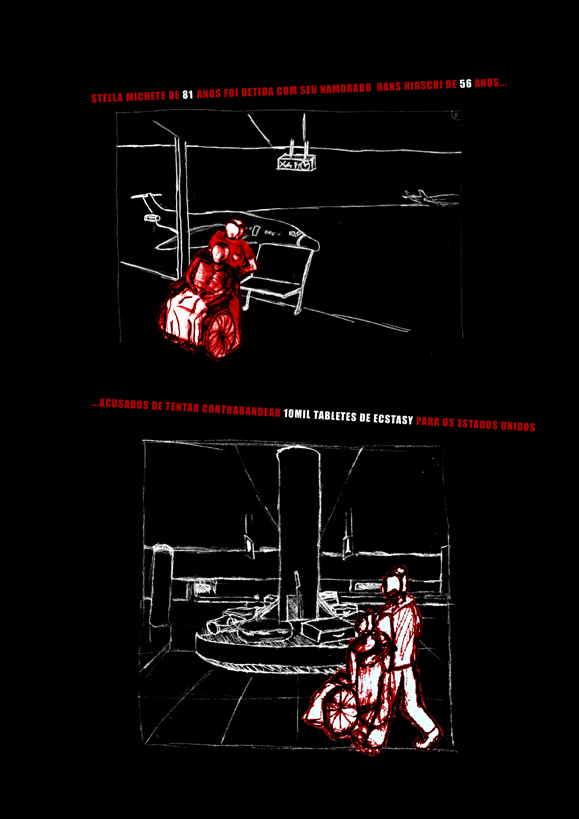 STELLA MICHETE DE 81 ANOS FOI DETIDA COM SEU NAMORADO HANS HIRSCHI DE 56 ANOS...
...ACUSADOS DE TENTAR CONTRABANDEAR 10MIL TABLETES DE ECSTASY PARA OS ESTADOS UNIDOS